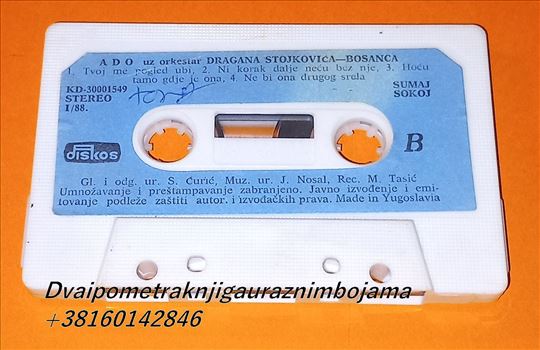 A D O uz orkestar DRAGANA STOJKOVIĆA—BOSANCA
1. Tvoj me pogled ubi, 2. Ni korak dalje neću bez nje, 3. Hoću
tamo gdje je ona, 4. Ne bi ona drugog srela
KD-30001549
STEREO
I/88.
SUMAJ
SOKOJ
diskos
B
Gl. i odg. ur. S. Ćurić, Muz. ur. J. Nosal, Rec. M. Tasić
Umnožavanje i preštampavanje zabranjeno. Javno izvođenje i emi-
tovanje podleže zaštiti autor. i izvođačkih prava. Made in Yugoslavia
Dvaipometraknjigauraznimbojama
+38160142846